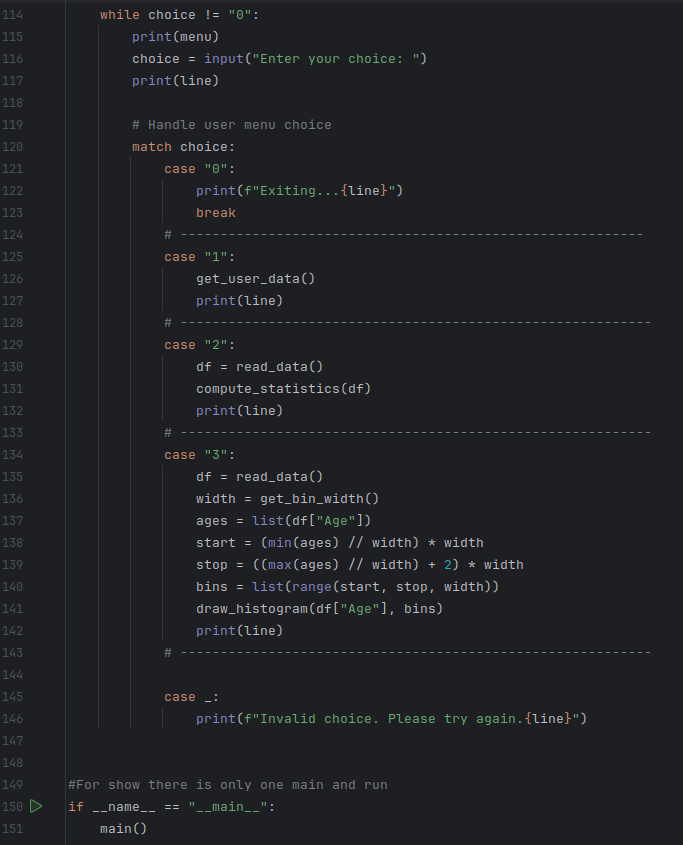 114 while choice != "0":
115 print(menu)
116 choice = input("Enter your choice: ")
117 print(line)
118
119 # Handle user menu choice
120 match choice:
121 case "0":
122 print(f"Exiting...{line}")
123 break
124 # ----------------------------------------------------------
125 case "1":
126 get_user_data()
127 print(line)
128 # -----------------------------------------------------------
129 case "2":
130 df = read_data()
131 compute_statistics(df)
132 print(line)
133 # -----------------------------------------------------------
134 case "3":
135 df = read_data()
136 width = get_bin_width()
137 ages = list(df["Age"])
138 start = (min(ages) // width) * width
139 stop = ((max(ages) // width) + 2) * width
140 bins = list(range(start, stop, width))
141 draw_histogram(df["Age"], bins)
142 print(line)
143 # -----------------------------------------------------------
144
145 case _:
146 print(f"Invalid choice. Please try again.{line}")
147
148
149 #For show there is only one main and run
150 if __name__ == "__main__":
151 main()